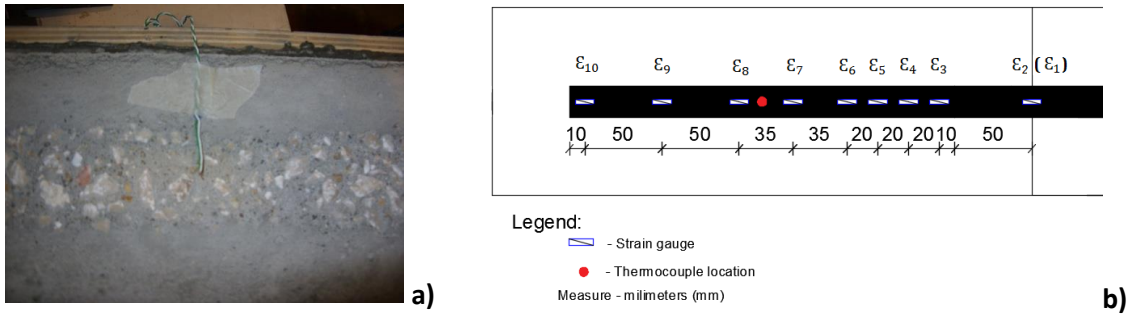 ε₁₀ ε₉ ε₈ ε₇ ε₆ ε₅ ε₄ ε₃ ε₂ (ε₁)
10 50 50 35 35 20 20 20 10 50
Legend:
- Strain gauge
- Thermocouple location
Measure - milimeters (mm)
a) b)